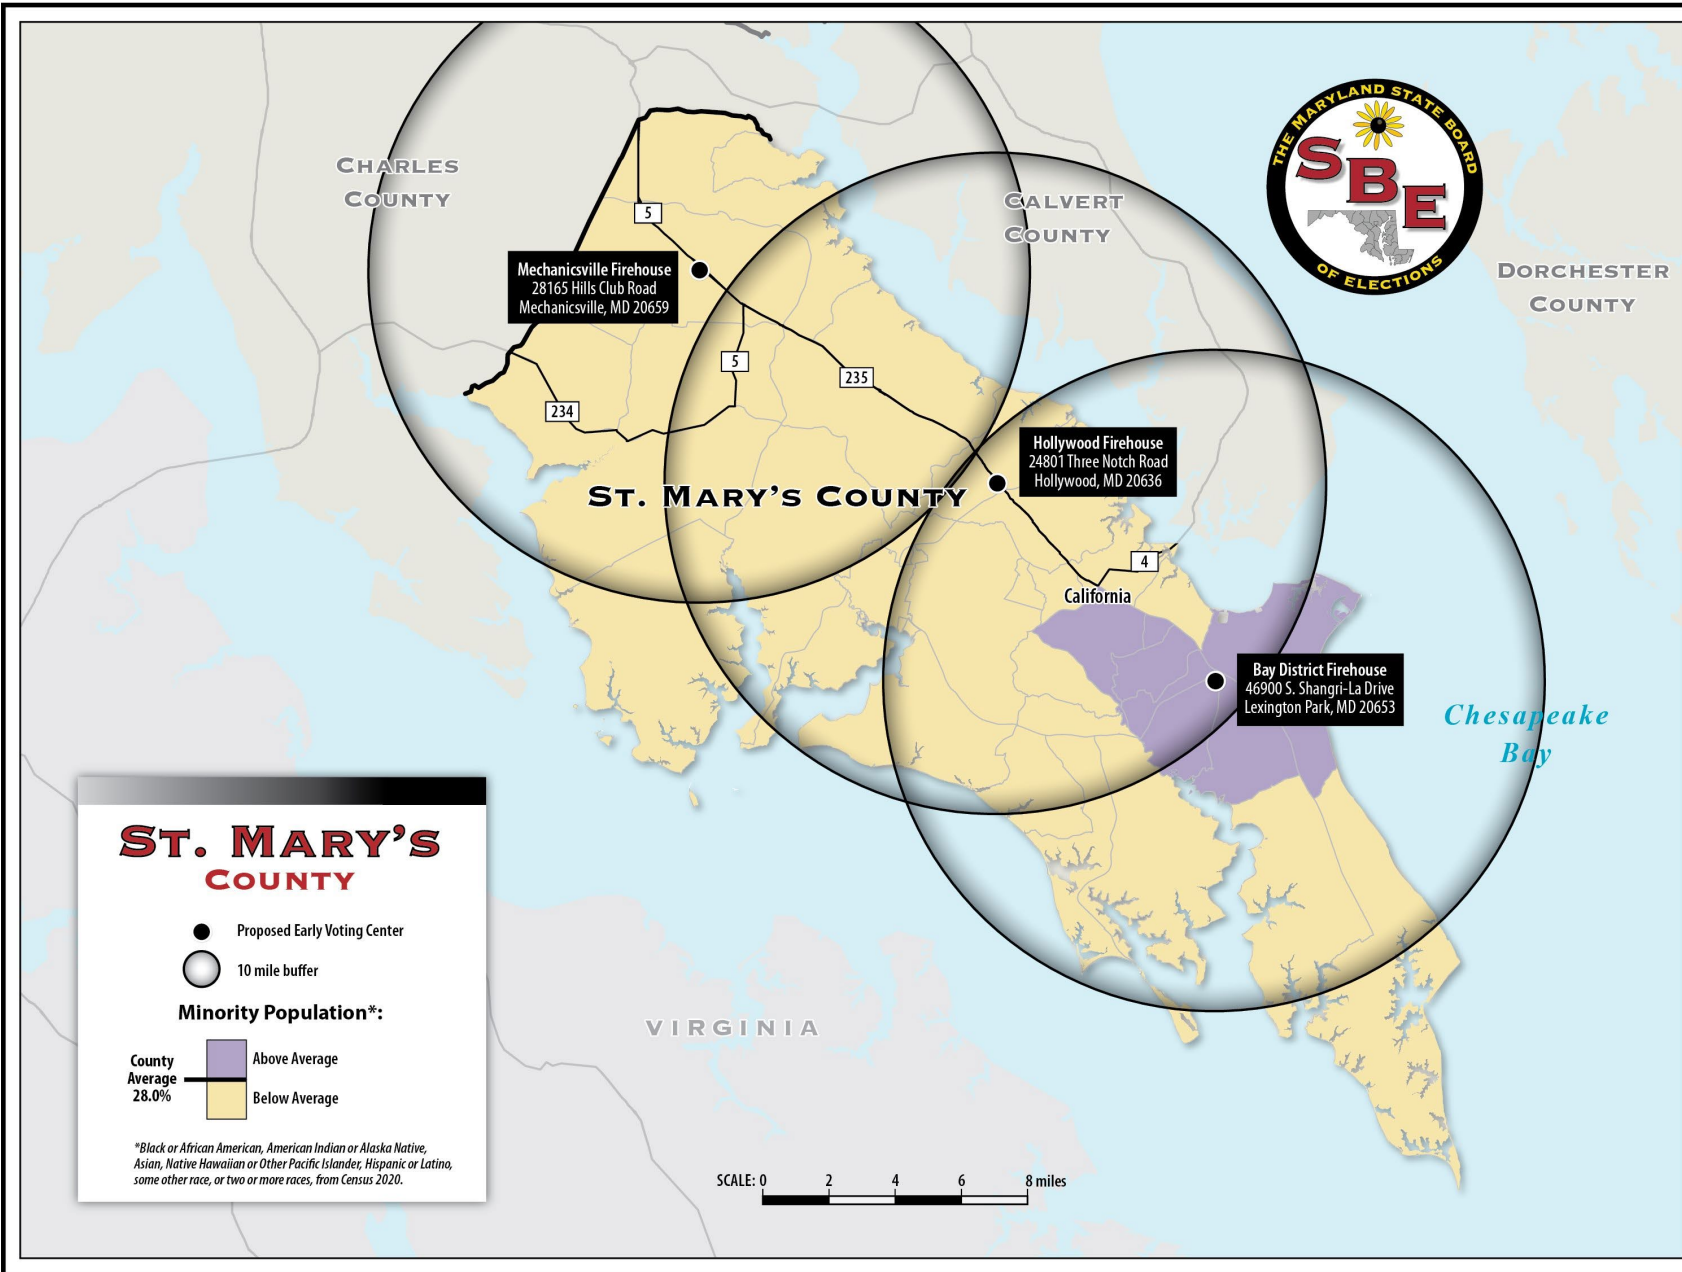 CHARLES
COUNTY
CALVERT
COUNTY
THE MARYLAND STATE BOARD
SBE
OF ELECTIONS
DORCHESTER
COUNTY
5
Mechanicsville Firehouse
28165 Hills Club Road
Mechanicsville, MD 20659
5
235
234
Hollywood Firehouse
24801 Three Notch Road
Hollywood, MD 20636
ST. MARY'S COUNTY
4
California
Bay District Firehouse
46900 S. Shangri-La Drive
Lexington Park, MD 20653
Chesapeake
Bay
ST. MARY'S
COUNTY
Proposed Early Voting Center
10 mile buffer
Minority Population*:
County
Average
28.0%
Above Average
Below Average
*Black or African American, American Indian or Alaska Native,
Asian, Native Hawaiian or Other Pacific Islander, Hispanic or Latino,
some other race, or two or more races, from Census 2020.
VIRGINIA
SCALE: 0 2 4 6 8 miles